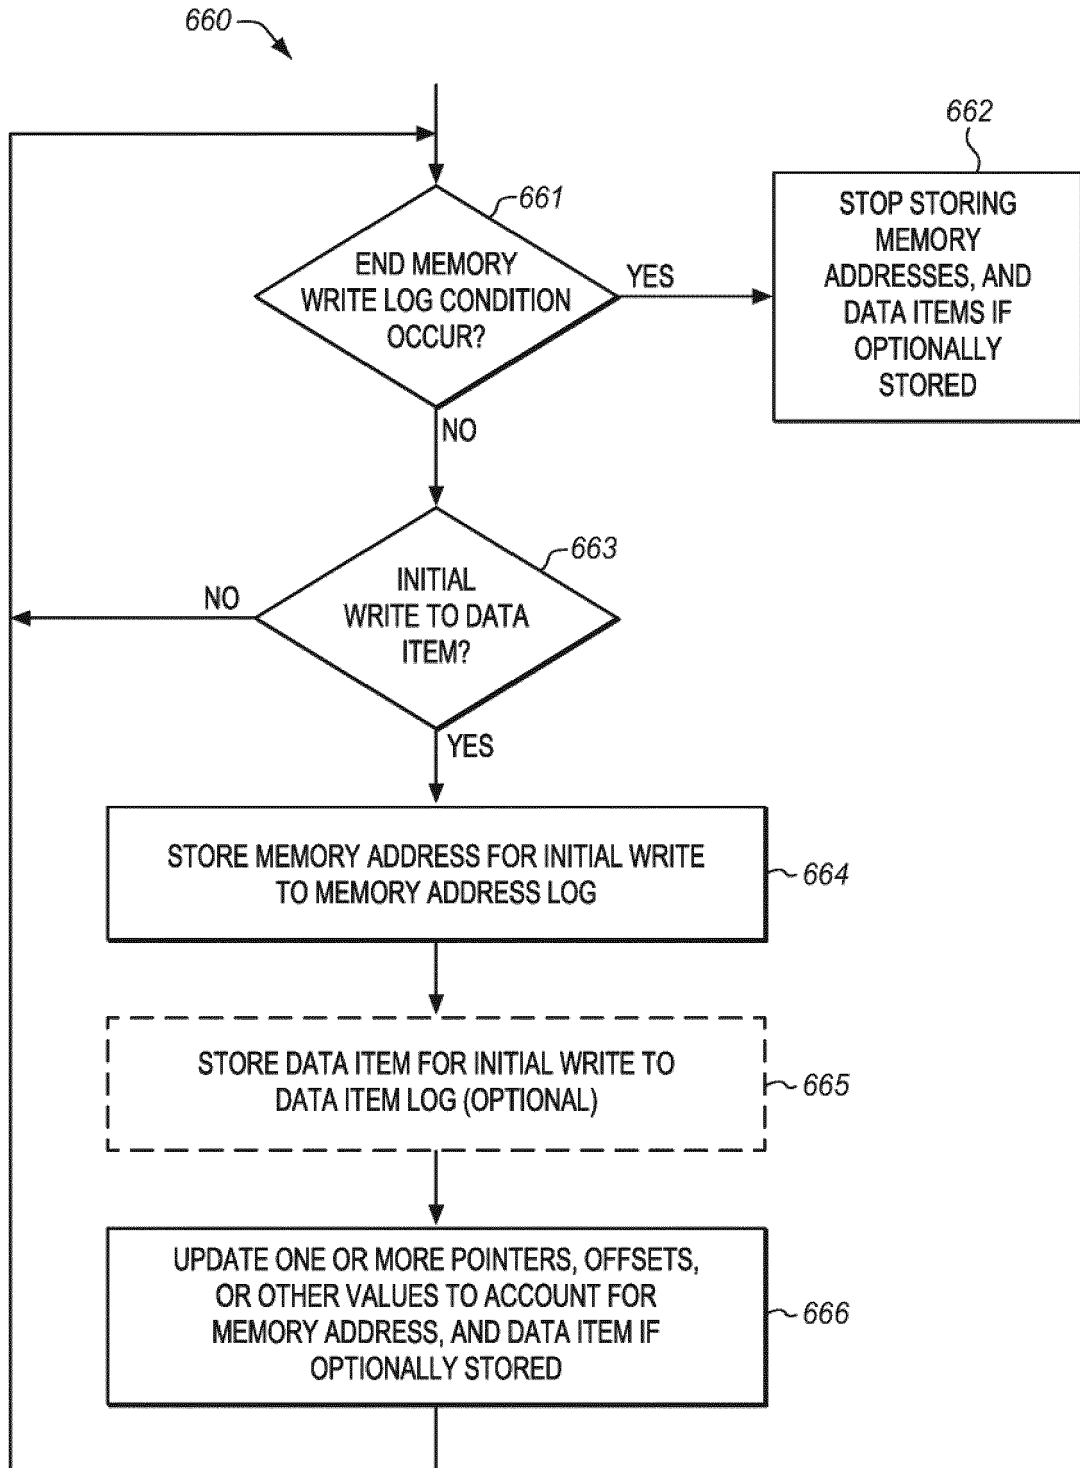 660
662
661
STOP STORING
MEMORY
ADDRESSES, AND
DATA ITEMS IF
OPTIONALLY
STORED
END MEMORY
WRITE LOG CONDITION
OCCUR?
YES
NO
663
INITIAL
WRITE TO DATA
ITEM?
NO
YES
STORE MEMORY ADDRESS FOR INITIAL WRITE
TO MEMORY ADDRESS LOG
664
STORE DATA ITEM FOR INITIAL WRITE TO
DATA ITEM LOG (OPTIONAL)
665
UPDATE ONE OR MORE POINTERS, OFFSETS,
OR OTHER VALUES TO ACCOUNT FOR
MEMORY ADDRESS, AND DATA ITEM IF
OPTIONALLY STORED
666